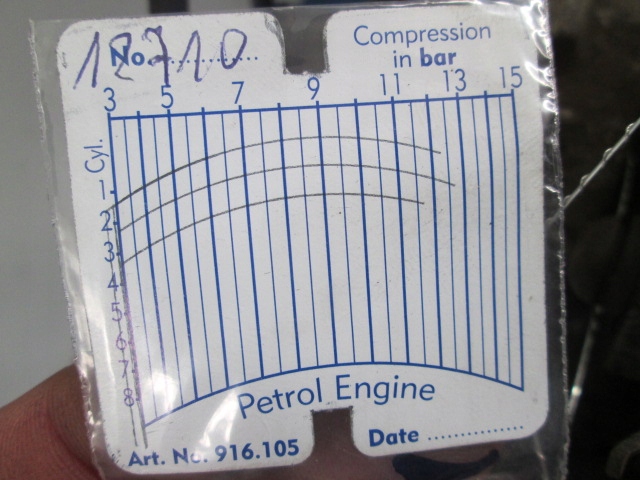 No. 12710
Compression
in bar
3 5 7 9 11 13 15
Cyl.
1
2
3
4
5
6
7
8
Petrol Engine
Art. No. 916.105
Date ...............